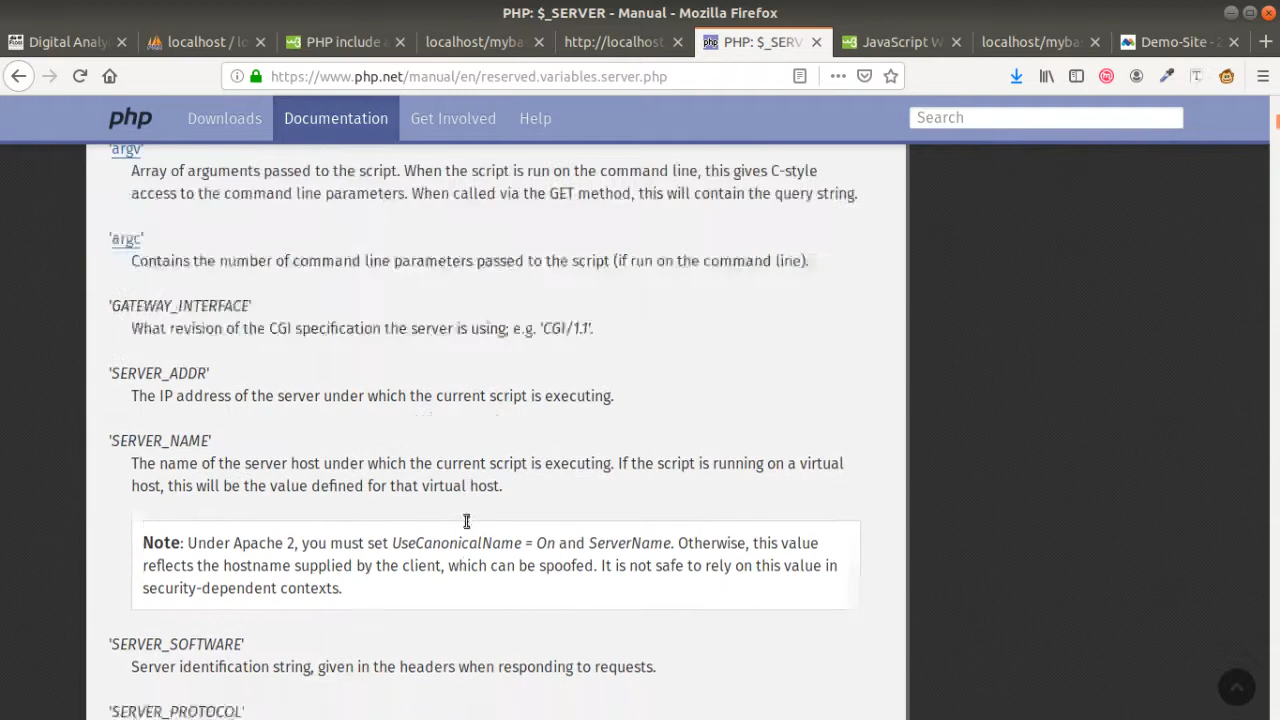 PHP: $_SERVER - Manual - Mozilla Firefox
Digital Analy
localhost / lo
PHP include a
localhost/myba
http://localhost
PHP: $_SERV
JavaScript W
localhost/myba
Demo-Site - 2
https://www.php.net/manual/en/reserved.variables.server.php
php
Downloads
Documentation
Get Involved
Help
Search
'argv'
Array of arguments passed to the script. When the script is run on the command line, this gives C-style
access to the command line parameters. When called via the GET method, this will contain the query string.
'argc'
Contains the number of command line parameters passed to the script (if run on the command line).
'GATEWAY_INTERFACE'
What revision of the CGI specification the server is using; e.g. 'CGI/1.1'.
'SERVER_ADDR'
The IP address of the server under which the current script is executing.
'SERVER_NAME'
The name of the server host under which the current script is executing. If the script is running on a virtual
host, this will be the value defined for that virtual host.
Note: Under Apache 2, you must set UseCanonicalName = On and ServerName. Otherwise, this value
reflects the hostname supplied by the client, which can be spoofed. It is not safe to rely on this value in
security-dependent contexts.
'SERVER_SOFTWARE'
Server identification string, given in the headers when responding to requests.
'SERVER_PROTOCOL'